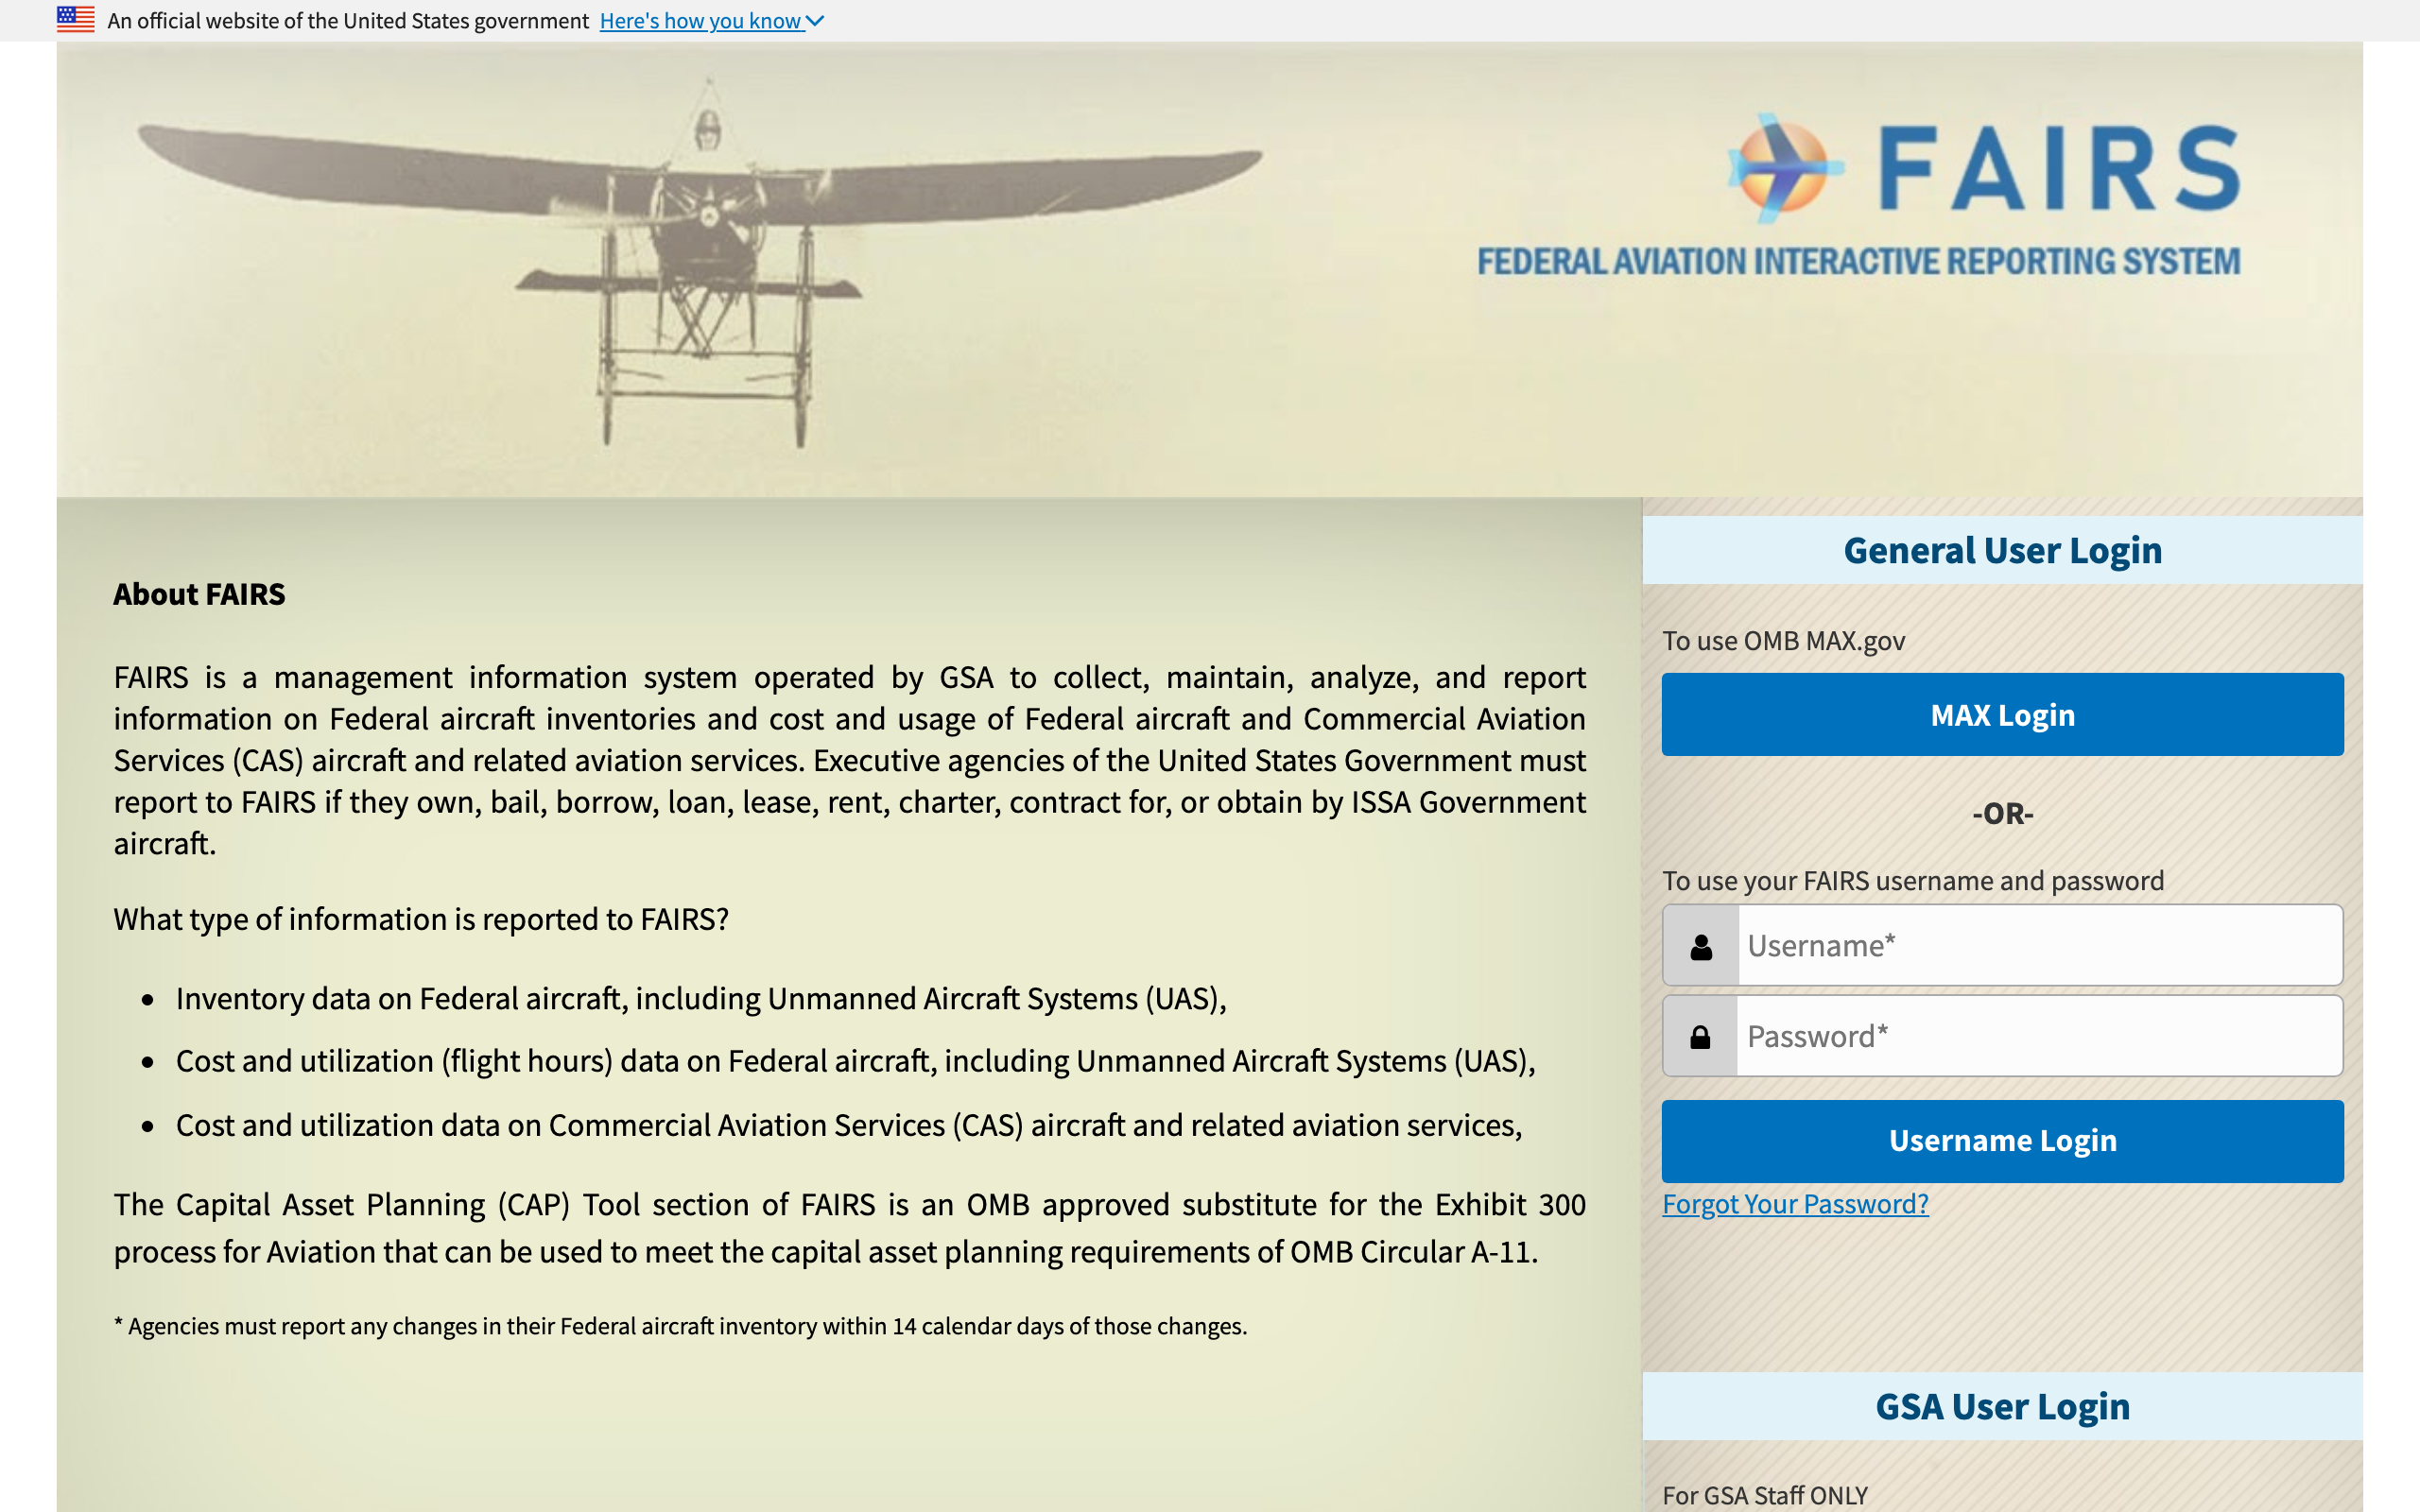 An official website of the United States government Here's how you know
FAIRS
FEDERAL AVIATION INTERACTIVE REPORTING SYSTEM
About FAIRS
FAIRS is a management information system operated by GSA to collect, maintain, analyze, and report
information on Federal aircraft inventories and cost and usage of Federal aircraft and Commercial Aviation
Services (CAS) aircraft and related aviation services. Executive agencies of the United States Government must
report to FAIRS if they own, bail, borrow, loan, lease, rent, charter, contract for, or obtain by ISSA Government
aircraft.
What type of information is reported to FAIRS?
• Inventory data on Federal aircraft, including Unmanned Aircraft Systems (UAS),
• Cost and utilization (flight hours) data on Federal aircraft, including Unmanned Aircraft Systems (UAS),
• Cost and utilization data on Commercial Aviation Services (CAS) aircraft and related aviation services,
The Capital Asset Planning (CAP) Tool section of FAIRS is an OMB approved substitute for the Exhibit 300
process for Aviation that can be used to meet the capital asset planning requirements of OMB Circular A-11.
* Agencies must report any changes in their Federal aircraft inventory within 14 calendar days of those changes.
General User Login
To use OMB MAX.gov
MAX Login
-OR-
To use your FAIRS username and password
Username*
Password*
Username Login
Forgot Your Password?
GSA User Login
For GSA Staff ONLY